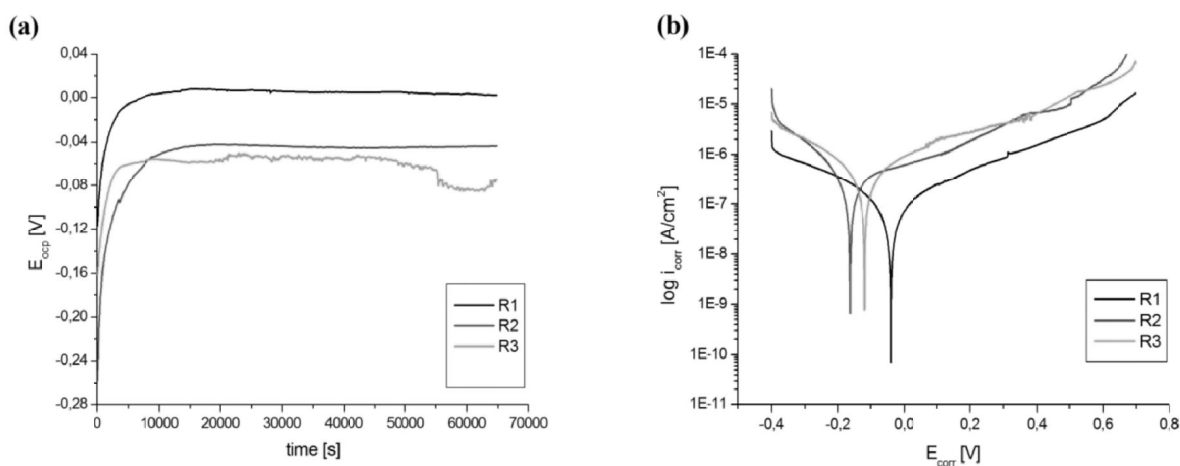 (a)
0,04
0,00
-0,04
-0,08
-0,12
-0,16
-0,20
-0,24
-0,28
E_ocp [V]
0 10000 20000 30000 40000 50000 60000 70000
time [s]
R1
R2
R3
(b)
1E-4
1E-5
1E-6
1E-7
1E-8
1E-9
1E-10
1E-11
log i_corr [A/cm²]
-0,4 -0,2 0,0 0,2 0,4 0,6 0,8
E_corr [V]
R1
R2
R3